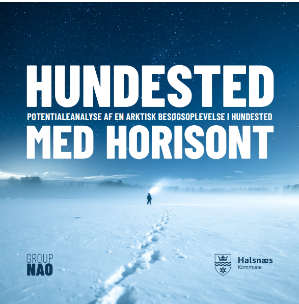 HUNDESTED
POTENTIALEANALYSE AF EN ARKTISK BESØGSOPLEVELSE I HUNDESTED
MED HORISONT
GROUP
NAO
Halsnæs
Kommune